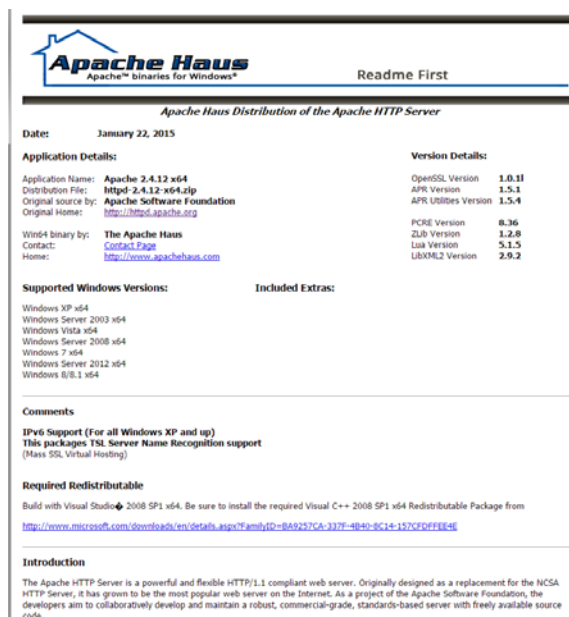 Apache Haus
Apache™ binaries for Windows®
Readme First
Apache Haus Distribution of the Apache HTTP Server
Date: January 22, 2015
Application Details:
Version Details:
Application Name: Apache 2.4.12 x64
Distribution File: httpd-2.4.12-x64.zip
Original source by: Apache Software Foundation
Original Home: http://httpd.apache.org
Win64 binary by: The Apache Haus
Contact: Contact Page
Home: http://www.apachehaus.com
OpenSSL Version 1.0.1l
APR Version 1.5.1
APR Utilities Version 1.5.4
PCRE Version 8.36
ZLib Version 1.2.8
Lua Version 5.1.5
LibXML2 Version 2.9.2
Supported Windows Versions:
Included Extras:
Windows XP x64
Windows Server 2003 x64
Windows Vista x64
Windows Server 2008 x64
Windows 7 x64
Windows Server 2012 x64
Windows 8/8.1 x64
Comments
IPv6 Support (For all Windows XP and up)
This packages TSL Server Name Recognition support
(Mass SSL Virtual Hosting)
Required Redistributable
Build with Visual Studio� 2008 SP1 x64. Be sure to install the required Visual C++ 2008 SP1 x64 Redistributable Package from
http://www.microsoft.com/downloads/en/details.aspx?FamilyID=BA9257CA-337F-4B40-8C14-157CFDFFEE4E
Introduction
The Apache HTTP Server is a powerful and flexible HTTP/1.1 compliant web server. Originally designed as a replacement for the NCSA
HTTP Server, it has grown to be the most popular web server on the Internet. As a project of the Apache Software Foundation, the
developers aim to collaboratively develop and maintain a robust, commercial-grade, standards-based server with freely available source
code.